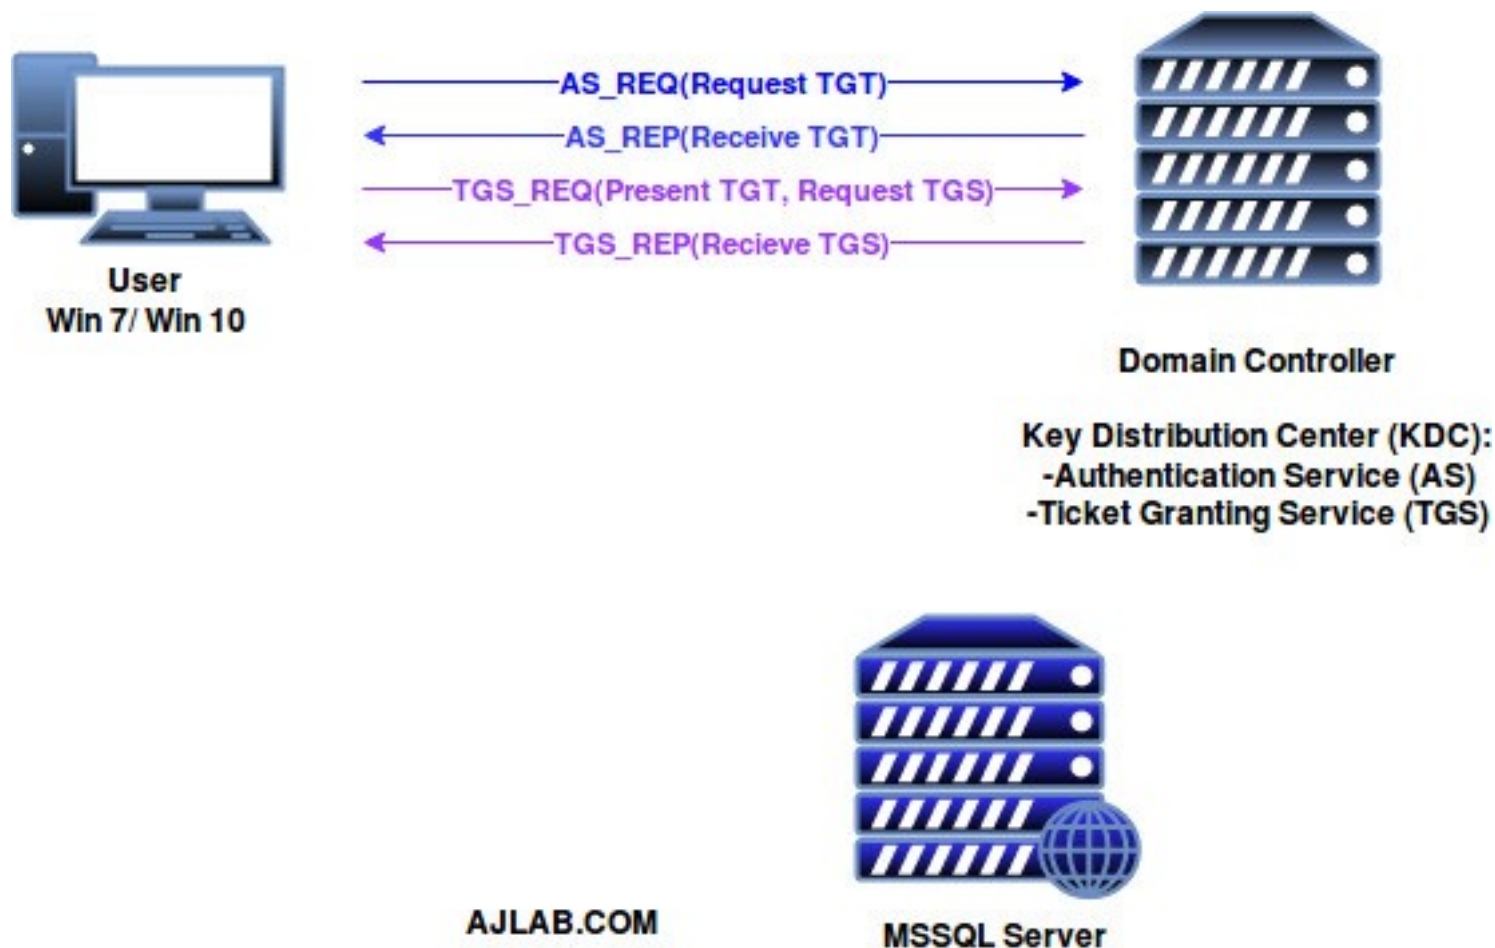 AS_REQ(Request TGT)
AS_REP(Receive TGT)
TGS_REQ(Present TGT, Request TGS)
TGS_REP(Recieve TGS)
User
Win 7/ Win 10
Domain Controller
Key Distribution Center (KDC):
-Authentication Service (AS)
-Ticket Granting Service (TGS)
AJLAB.COM
MSSQL Server